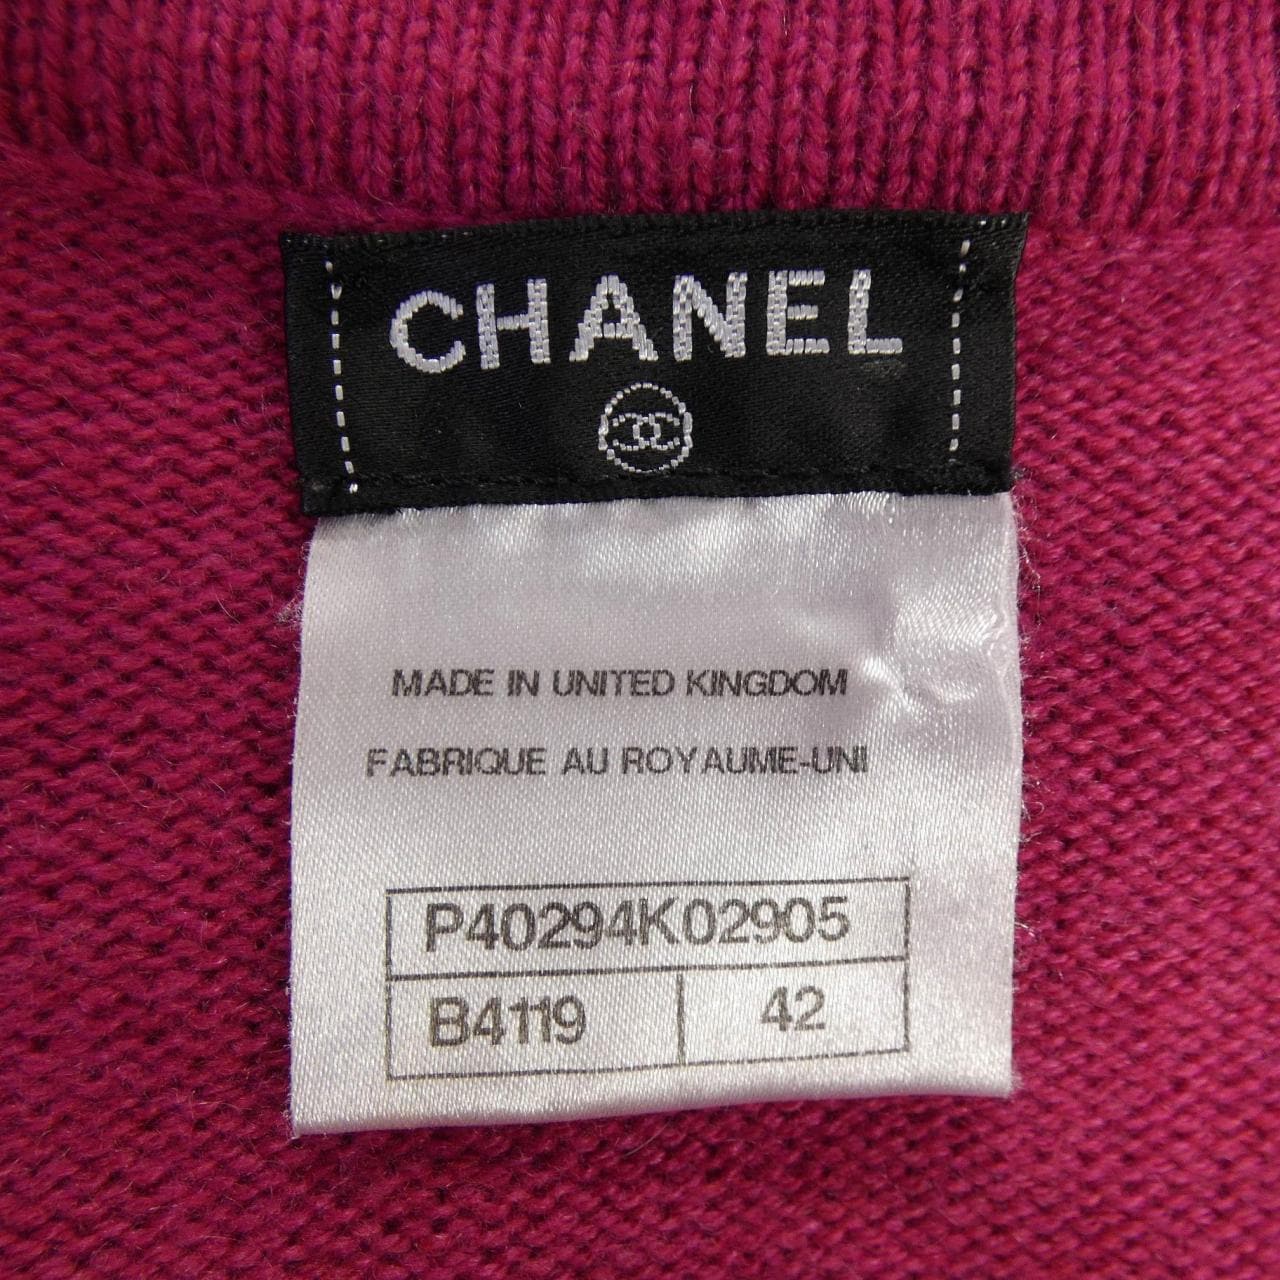 CHANEL
MADE IN UNITED KINGDOM
FABRIQUE AU ROYAUME-UNI
P40294K02905
B4119 42